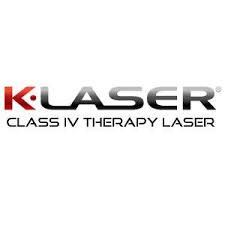 K•LASER®
CLASS IV THERAPY LASER